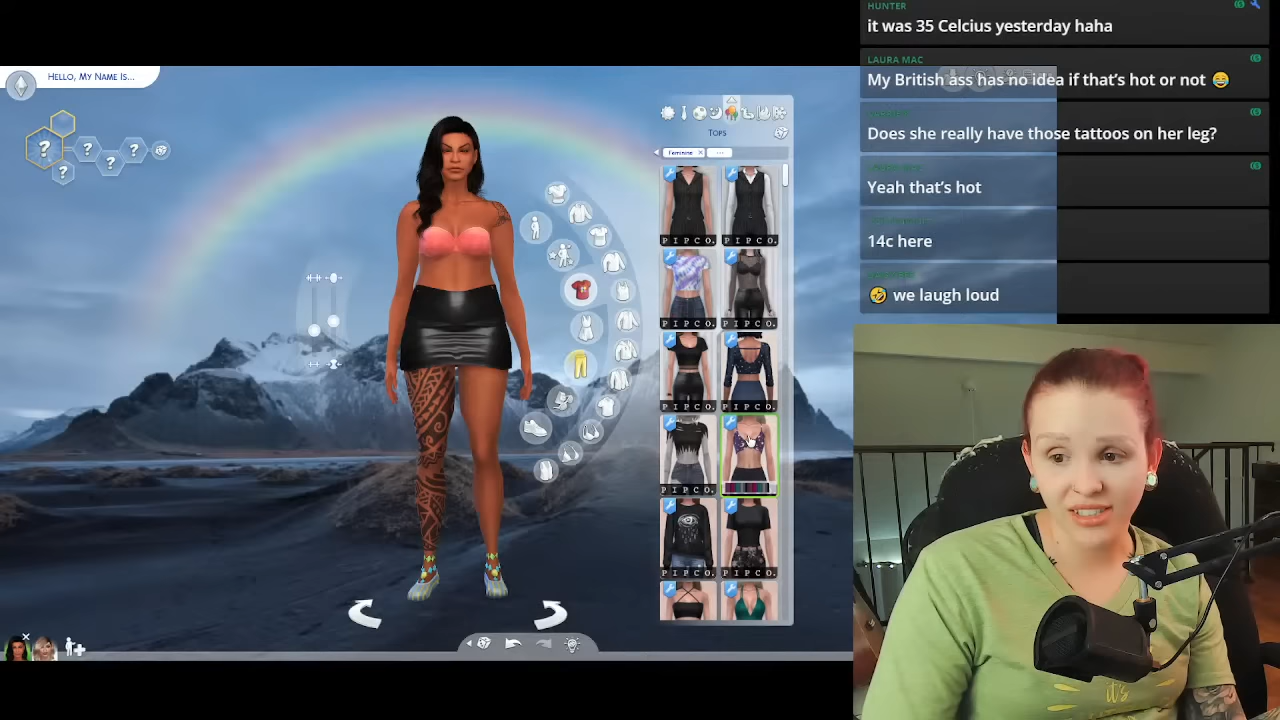 HELLO, MY NAME IS...
TOPS
Feminine X
...
P I P C O.
P I P C O.
P I P C O.
P I P C O.
P I P C O.
P I P C O.
P I P C O.
P I P C O.
P I P C O.
HUNTER
it was 35 Celcius yesterday haha
LAURA MAC
My British ass has no idea if that's hot or not 😂
Does she really have those tattoos on her leg?
Yeah that's hot
14c here
🤣 we laugh loud
it's